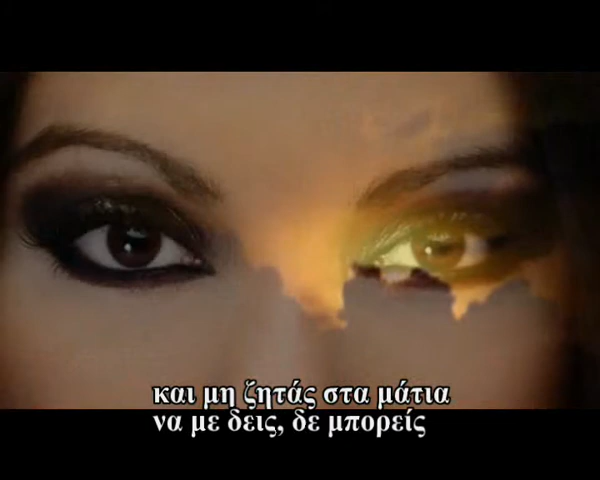 και μη ζητάς στα μάτια
να με δεις, δε μπορείς